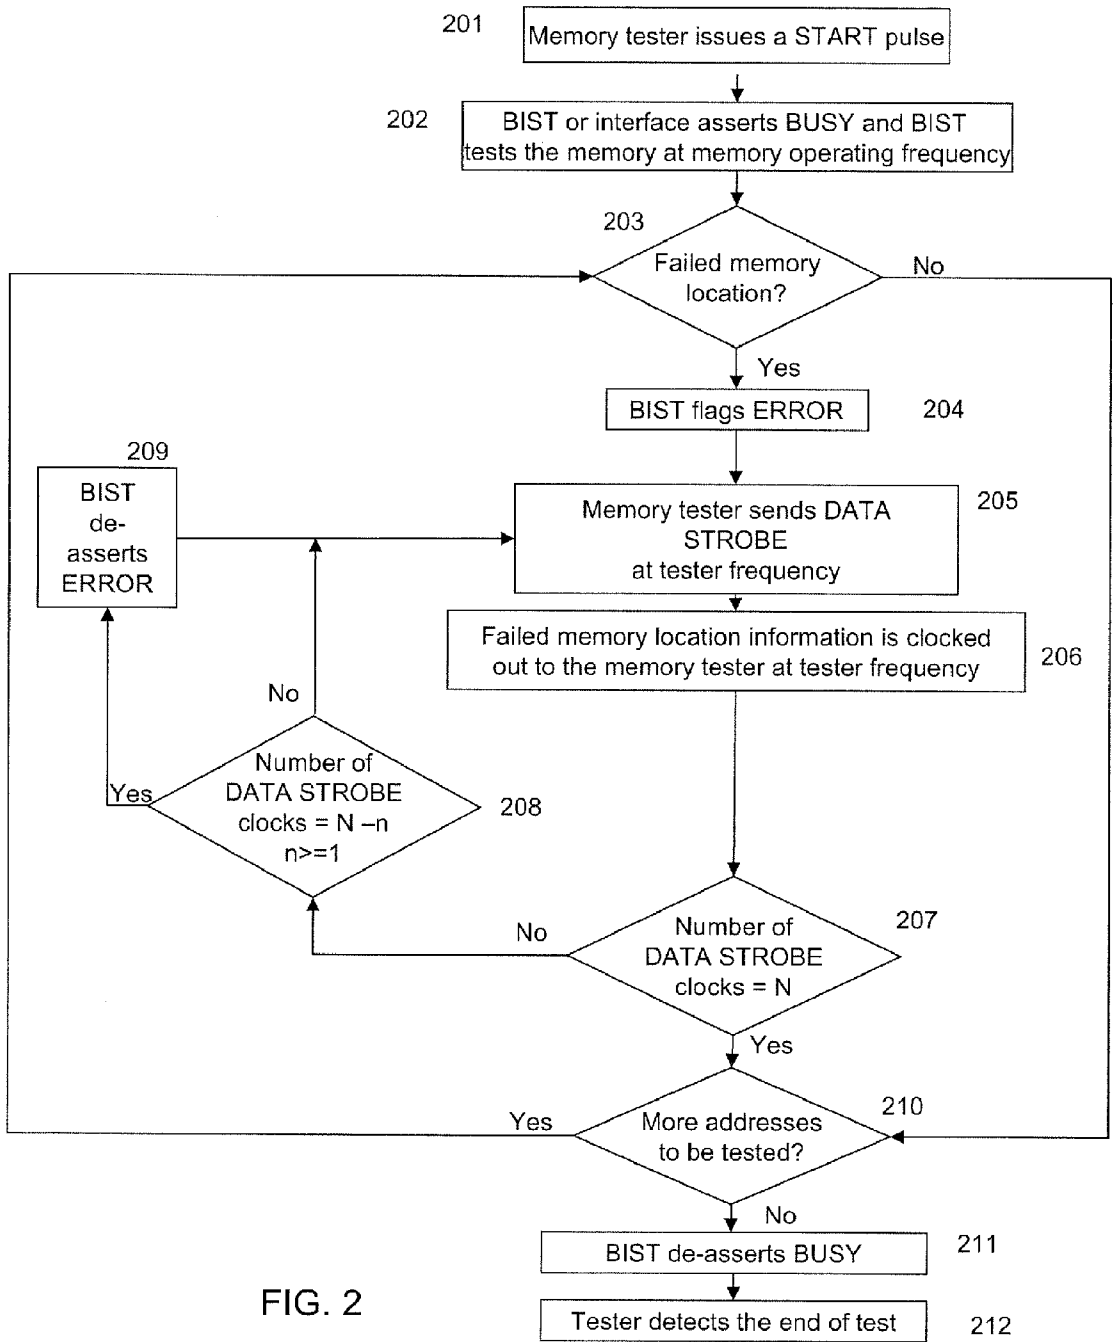 201
Memory tester issues a START pulse
202
BIST or interface asserts BUSY and BIST
tests the memory at memory operating frequency
203
Failed memory
location?
No
Yes
BIST flags ERROR
204
209
BIST
de-
asserts
ERROR
Memory tester sends DATA
STROBE
at tester frequency
205
Failed memory location information is clocked
out to the memory tester at tester frequency
206
No
Number of
DATA STROBE
clocks = N –n
n>=1
Yes
208
Number of
DATA STROBE
clocks = N
207
No
Yes
More addresses
to be tested?
210
Yes
No
BIST de-asserts BUSY
211
Tester detects the end of test
212
FIG. 2